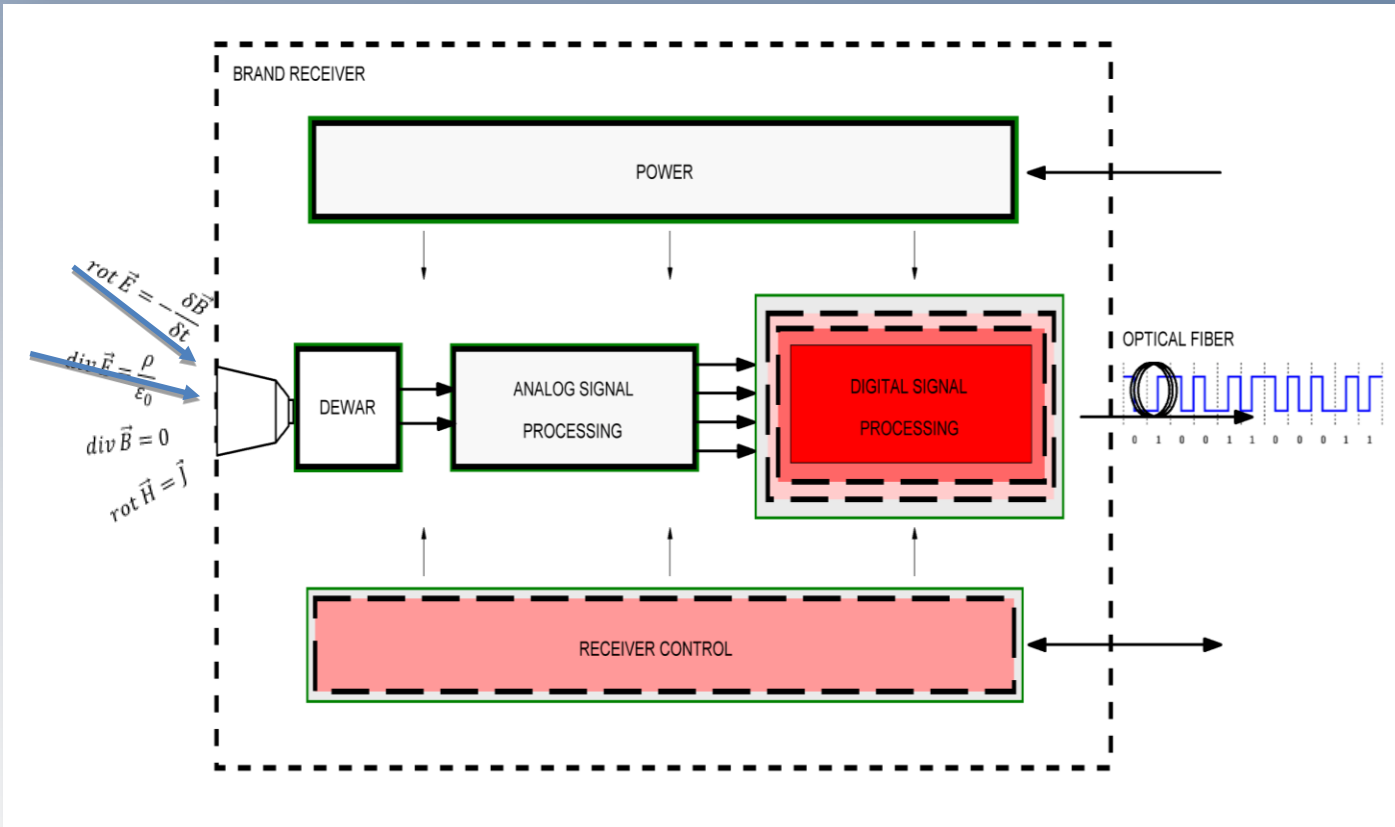 BRAND RECEIVER
POWER
rot E⃗ = −δB⃗/δt
div E⃗ = ρ/ε₀
div B⃗ = 0
rot H⃗ = J⃗
DEWAR
ANALOG SIGNAL
PROCESSING
DIGITAL SIGNAL
PROCESSING
OPTICAL FIBER
0 1 0 0 1 1 0 0 0 1 1
RECEIVER CONTROL